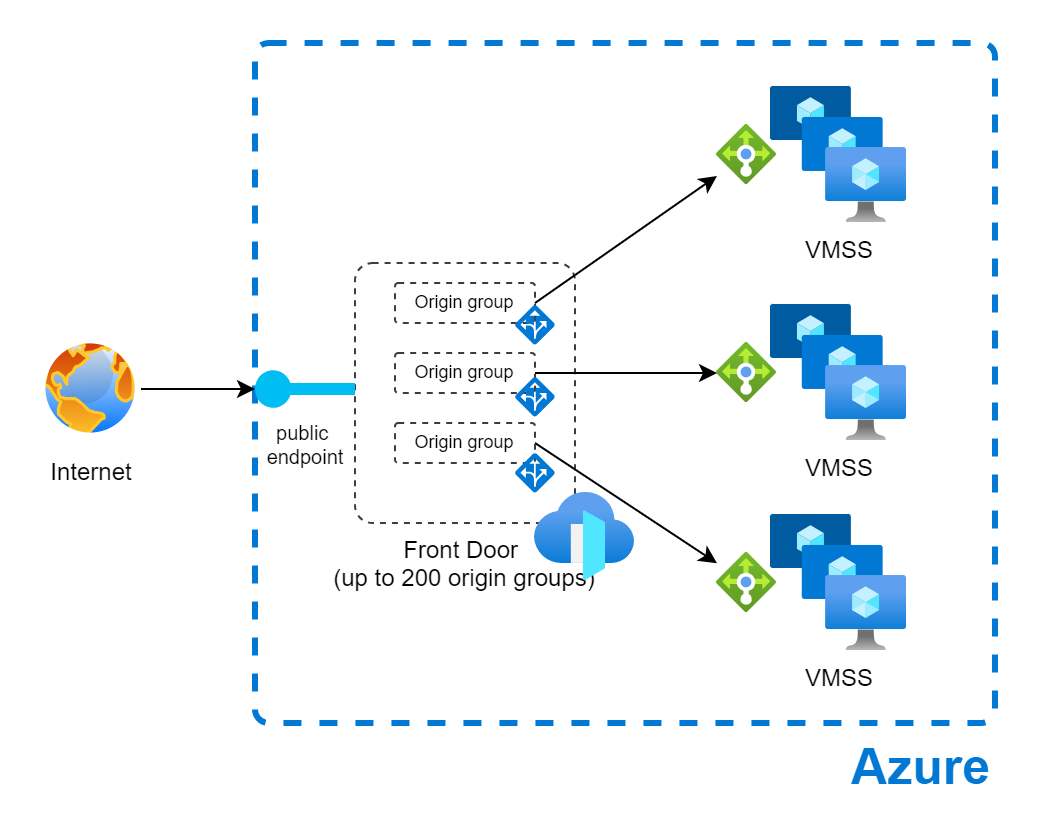 VMSS
Origin group
Origin group
Origin group
public
endpoint
Internet
VMSS
Front Door
(up to 200 origin groups)
VMSS
Azure